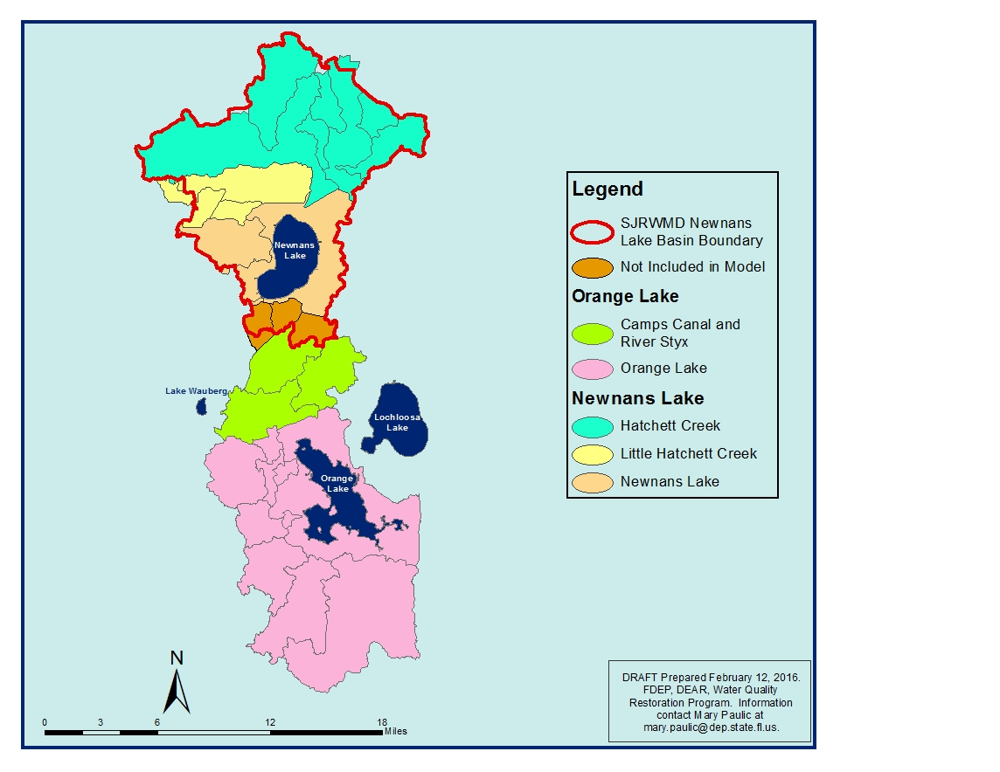 Newnans
Lake
Lake Wauberg
Lochloosa
Lake
Orange
Lake
Legend
SJRWMD Newnans
Lake Basin Boundary
Not Included in Model
Orange Lake
Camps Canal and
River Styx
Orange Lake
Newnans Lake
Hatchett Creek
Little Hatchett Creek
Newnans Lake
N
0 3 6 12 18
Miles
DRAFT Prepared February 12, 2016.
FDEP, DEAR, Water Quality
Restoration Program. Information
contact Mary Paulic at
mary.paulic@dep.state.fl.us.